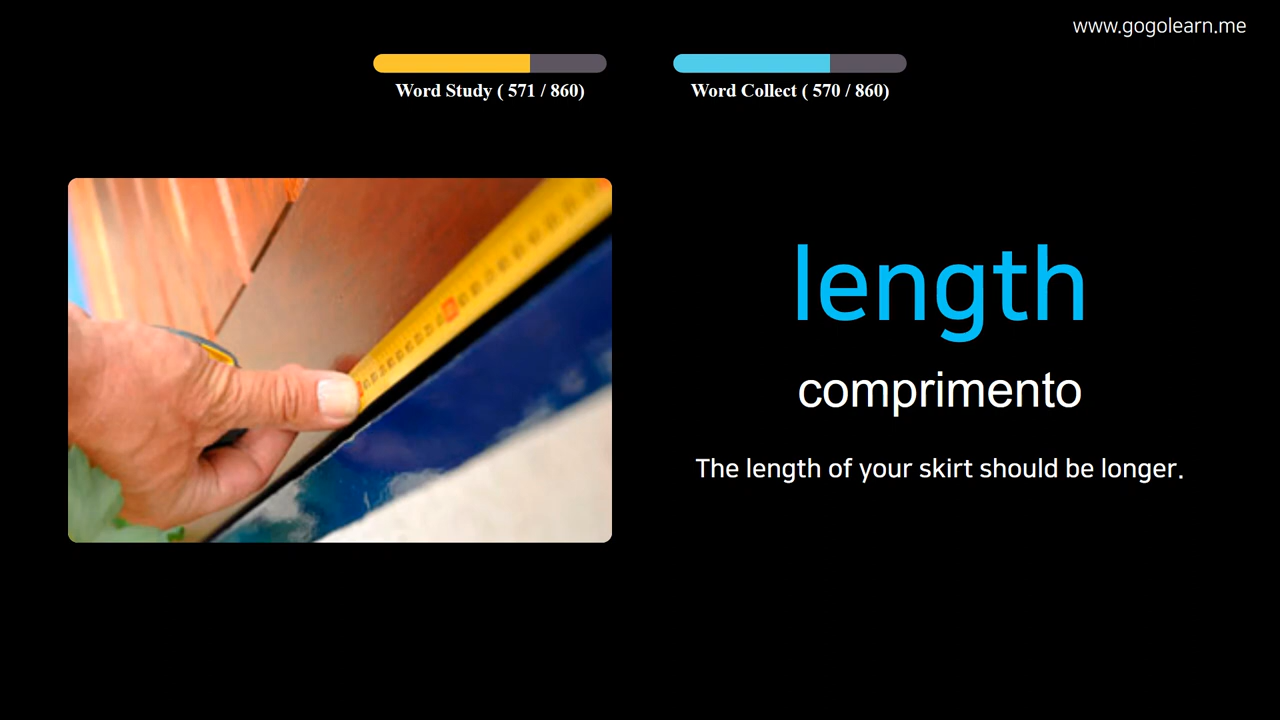 www.gogolearn.me
Word Study ( 571 / 860)
Word Collect ( 570 / 860)
length
comprimento
The length of your skirt should be longer.